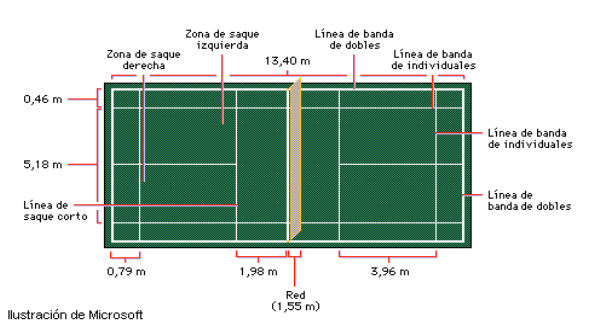 Zona de saque
izquierda
Línea de banda
de dobles
Zona de saque
derecha
13,40 m
Línea de banda
de individuales
0,46 m
5,18 m
Línea de banda
de individuales
Línea de
saque corto
Línea de
banda de dobles
0,79 m
1,98 m
3,96 m
Red
(1,55 m)
Ilustración de Microsoft